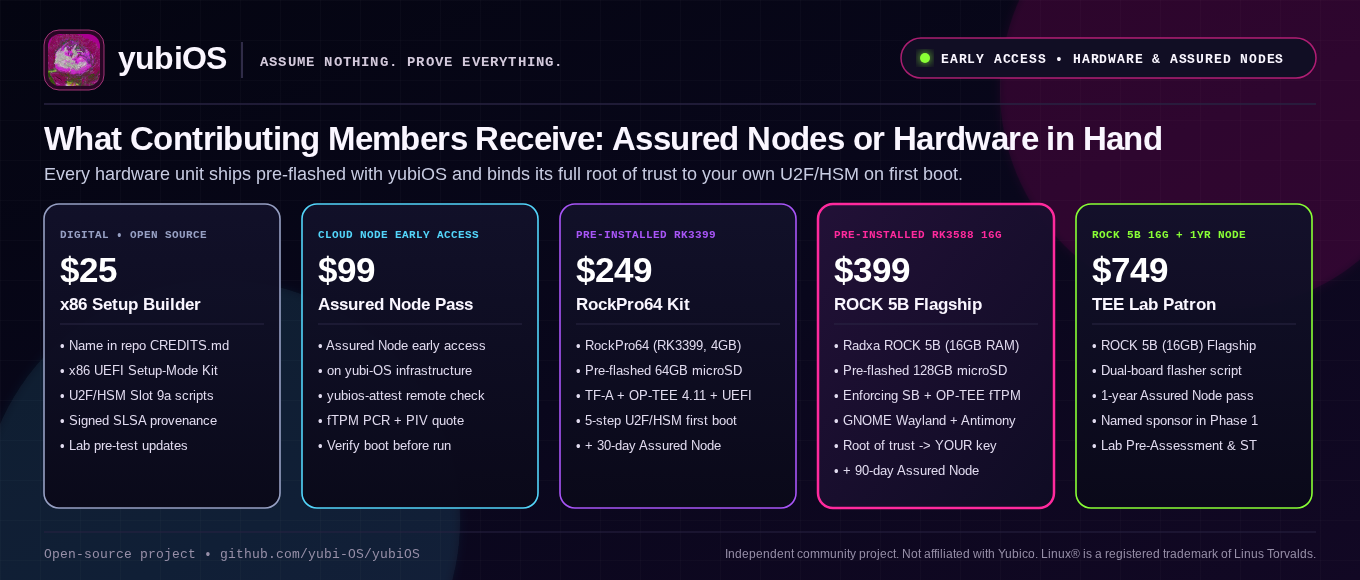 yubiOS
ASSUME NOTHING. PROVE EVERYTHING.
EARLY ACCESS • HARDWARE & ASSURED NODES
What Contributing Members Receive: Assured Nodes or Hardware in Hand
Every hardware unit ships pre-flashed with yubiOS and binds its full root of trust to your own U2F/HSM on first boot.
DIGITAL • OPEN SOURCE
$25
x86 Setup Builder
• Name in repo CREDITS.md
• x86 UEFI Setup-Mode Kit
• U2F/HSM Slot 9a scripts
• Signed SLSA provenance
• Lab pre-test updates
CLOUD NODE EARLY ACCESS
$99
Assured Node Pass
• Assured Node early access
• on yubi-OS infrastructure
• yubios-attest remote check
• fTPM PCR + PIV quote
• Verify boot before run
PRE-INSTALLED RK3399
$249
RockPro64 Kit
• RockPro64 (RK3399, 4GB)
• Pre-flashed 64GB microSD
• TF-A + OP-TEE 4.11 + UEFI
• 5-step U2F/HSM first boot
• + 30-day Assured Node
PRE-INSTALLED RK3588 16G
$399
ROCK 5B Flagship
• Radxa ROCK 5B (16GB RAM)
• Pre-flashed 128GB microSD
• Enforcing SB + OP-TEE fTPM
• GNOME Wayland + Antimony
• Root of trust -> YOUR key
• + 90-day Assured Node
ROCK 5B 16G + 1YR NODE
$749
TEE Lab Patron
• ROCK 5B (16GB) Flagship
• Dual-board flasher script
• 1-year Assured Node pass
• Named sponsor in Phase 1
• Lab Pre-Assessment & ST
Open-source project • github.com/yubi-OS/yubiOS
Independent community project. Not affiliated with Yubico. Linux® is a registered trademark of Linus Torvalds.